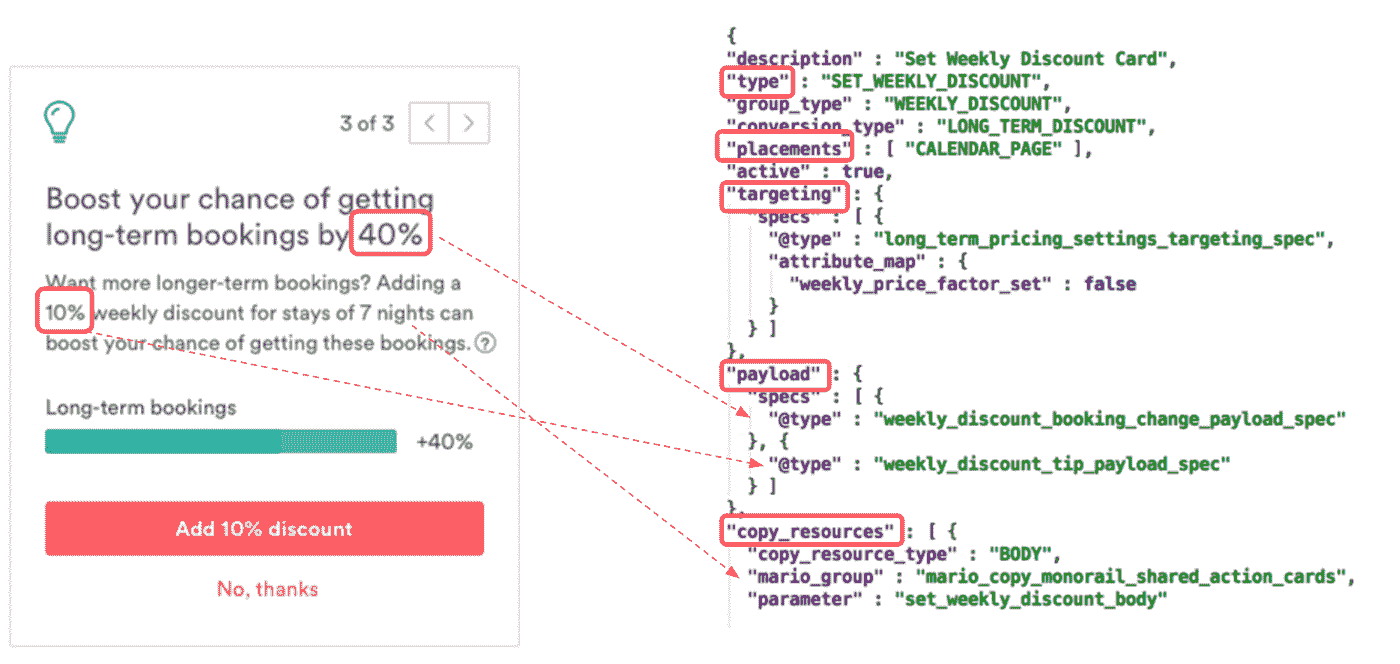 3 of 3
Boost your chance of getting
long-term bookings by 40%
Want more longer-term bookings? Adding a
10% weekly discount for stays of 7 nights can
boost your chance of getting these bookings. ?
Long-term bookings
+40%
Add 10% discount
No, thanks
{
"description" : "Set Weekly Discount Card",
"type" : "SET_WEEKLY_DISCOUNT",
"group_type" : "WEEKLY_DISCOUNT",
"conversion_type" : "LONG_TERM_DISCOUNT",
"placements" : [ "CALENDAR_PAGE" ],
"active" : true,
"targeting" : {
"specs" : [ {
"@type" : "long_term_pricing_settings_targeting_spec",
"attribute_map" : {
"weekly_price_factor_set" : false
}
} ]
},
"payload" : {
"specs" : [ {
"@type" : "weekly_discount_booking_change_payload_spec"
}, {
"@type" : "weekly_discount_tip_payload_spec"
} ]
},
"copy_resources" : [ {
"copy_resource_type" : "BODY",
"mario_group" : "mario_copy_monorail_shared_action_cards",
"parameter" : "set_weekly_discount_body"